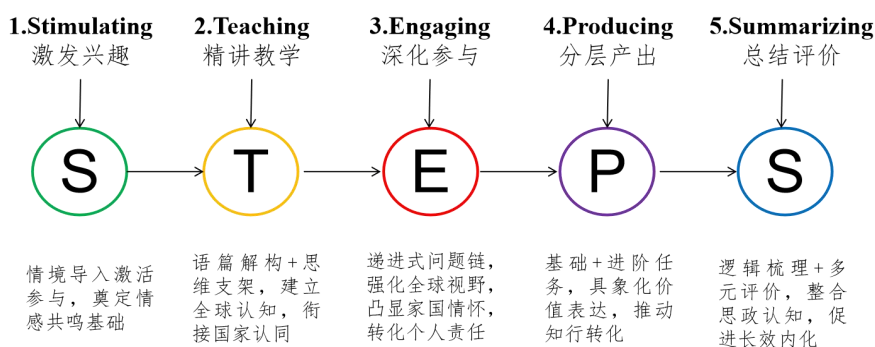 1.Stimulating
激发兴趣
2.Teaching
精讲教学
3.Engaging
深化参与
4.Producing
分层产出
5.Summarizing
总结评价
S
T
E
P
S
情境导入激活
参与，奠定情
感共鸣基础
语篇解构+思
维支架，建立
全球认知，衔
接国家认同
递进式问题链，
强化全球视野，
凸显家国情怀，
转化个人责任
基础+进阶任
务，具象化价
值表达，推动
知行转化
逻辑梳理+多
元评价，整合
思政认知，促
进长效内化